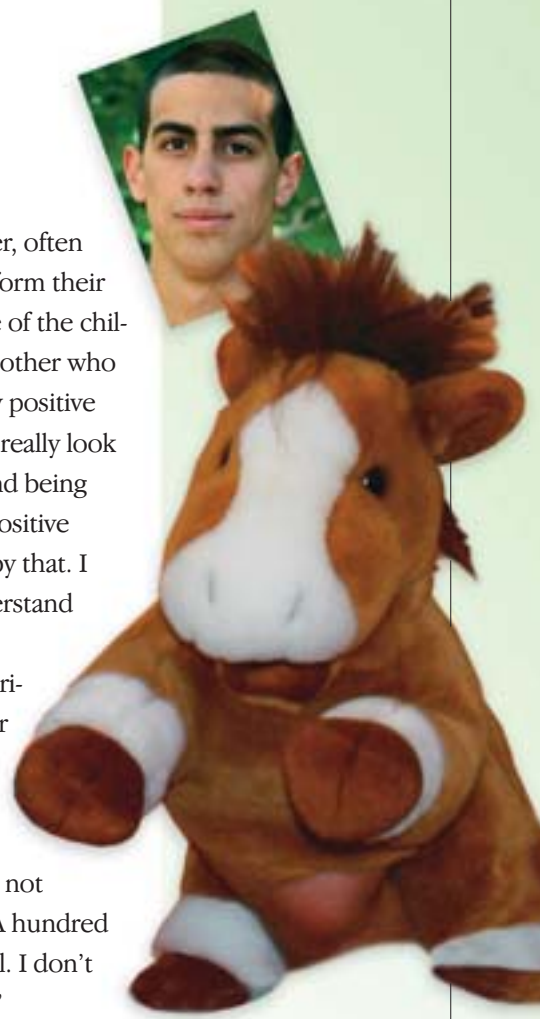 er, often
form their
e of the chil-
other who
y positive
really look
nd being
ositive
by that. I
erstand
ri-
r
not
A hundred
l. I don't
"